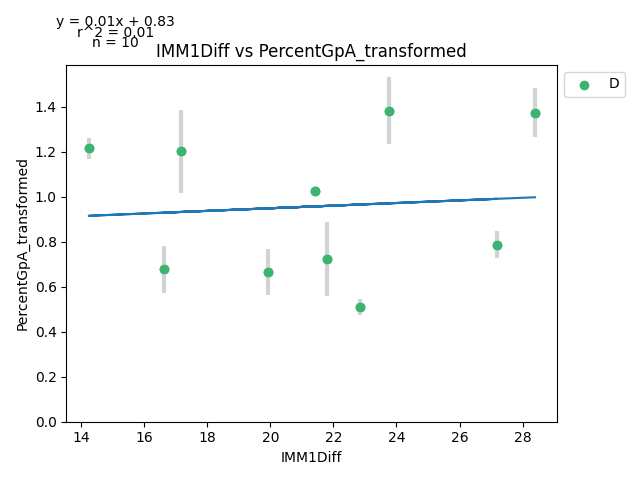 y = 0.01x + 0.83
r^2 = 0.01
n = 10
IMM1Diff vs PercentGpA_transformed
D
PercentGpA_transformed
1.4
1.2
1.0
0.8
0.6
0.4
0.2
0.0
14 16 18 20 22 24 26 28
IMM1Diff